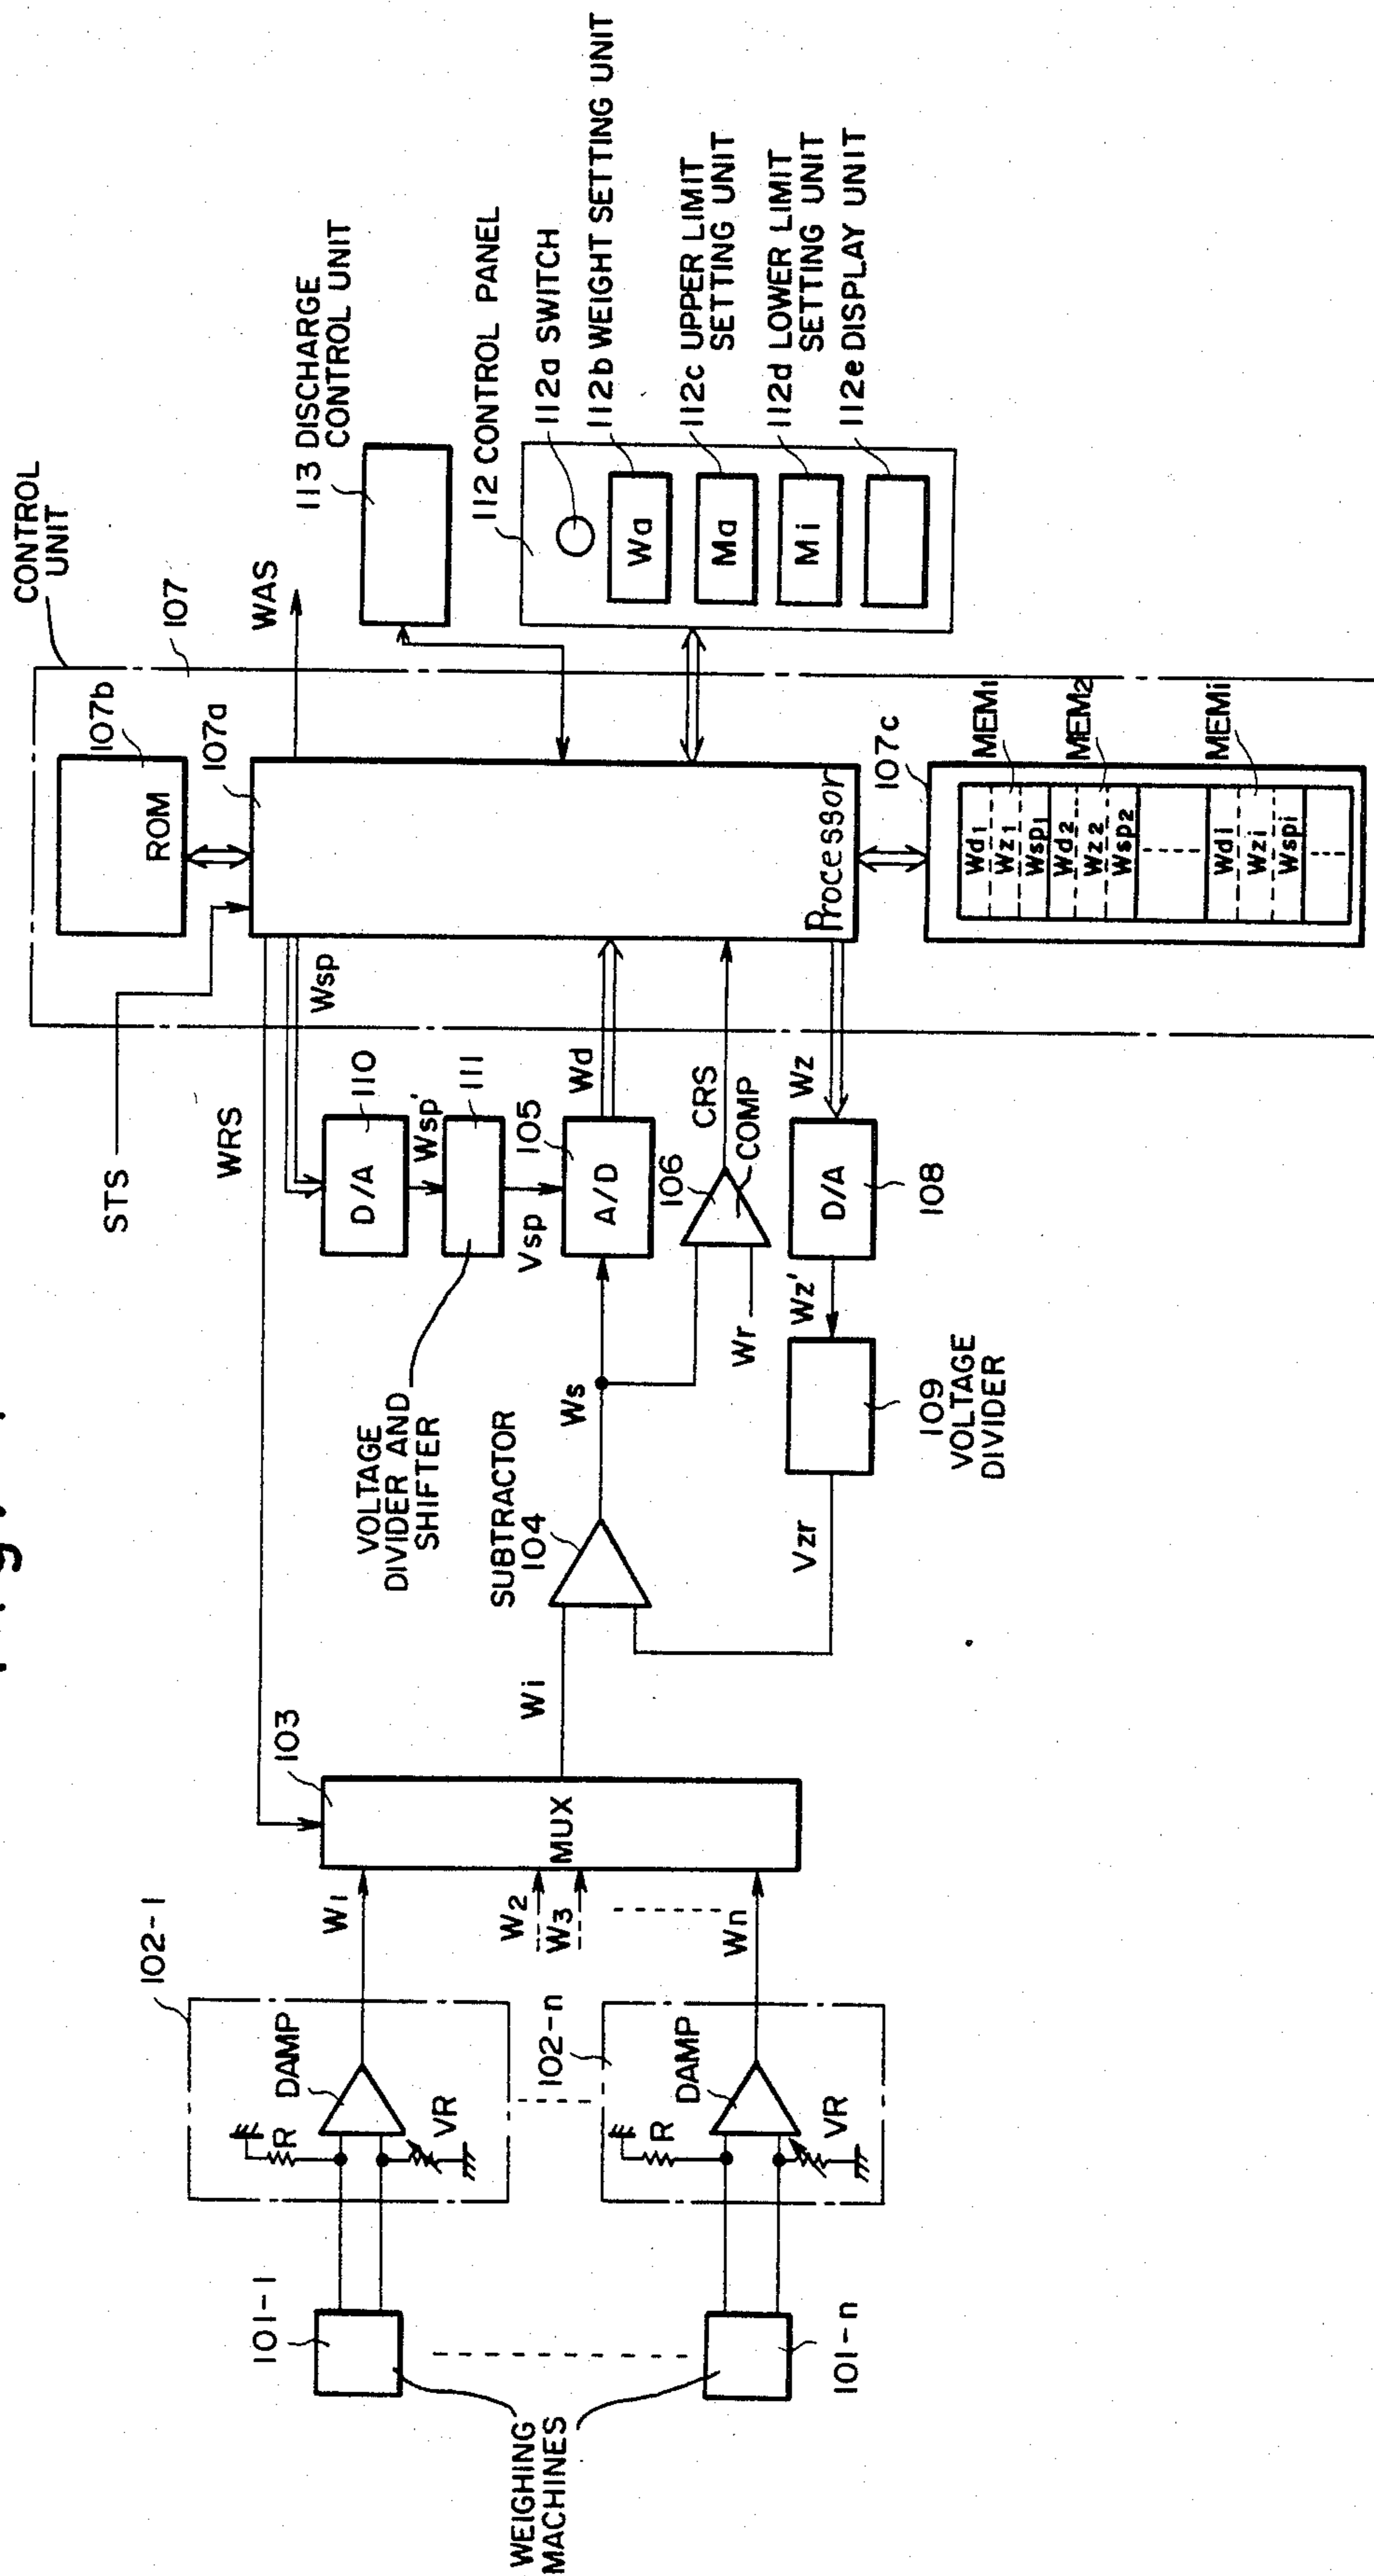 CONTROL
UNIT
107
107b
ROM
107a
Processor
107c
Wd1
Wz1
Wsp1
Wd2
Wz2
Wsp2
Wdi
Wzi
Wspi
MEM1
MEM2
MEMi
WAS
113 DISCHARGE
CONTROL UNIT
112 CONTROL PANEL
112a SWITCH
112b WEIGHT SETTING UNIT
112c UPPER LIMIT
SETTING UNIT
112d LOWER LIMIT
SETTING UNIT
112e DISPLAY UNIT
Wa
Ma
Mi
STS
WRS
Wsp
D/A
110
Wsp'
111
Vsp
105
A/D
Wd
106
CRS
COMP
Wr
Wz
D/A
108
Wz'
109
VOLTAGE
DIVIDER
Vzr
VOLTAGE
DIVIDER AND
SHIFTER
Ws
SUBTRACTOR
104
Wi
103
MUX
W1
W2
W3
Wn
102-1
DAMP
R
VR
102-n
DAMP
R
VR
101-1
101-n
WEIGHING
MACHINES